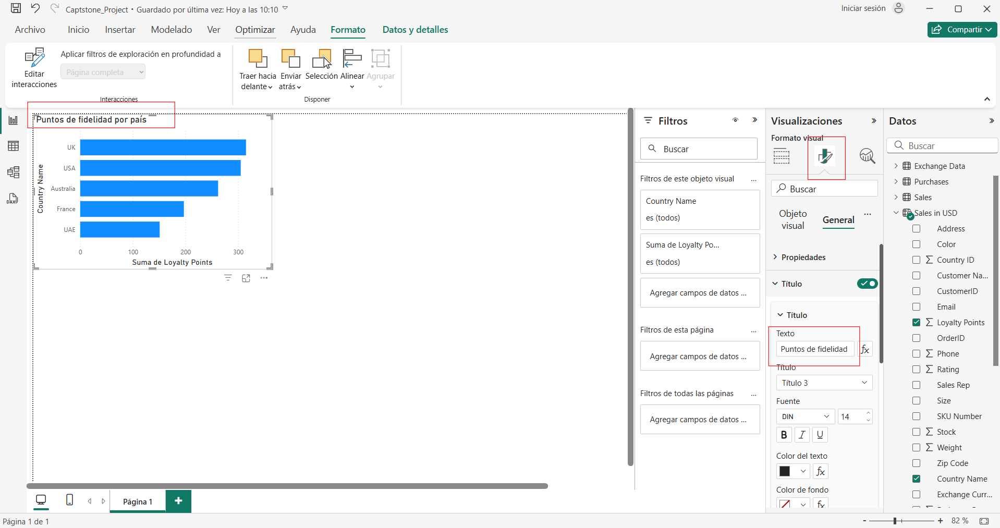 Captstone_Project • Guardado por última vez: Hoy a las 10:10
Iniciar sesión
Archivo
Inicio
Insertar
Modelado
Ver
Optimizar
Ayuda
Formato
Datos y detalles
Compartir
Editar
interacciones
Aplicar filtros de exploración en profundidad a
Página completa
Interacciones
Traer hacia
delante
Enviar
atrás
Selección
Alinear
Agrupar
Disponer
Puntos de fidelidad por país
Country Name
UK
USA
Australia
France
UAE
0
100
200
300
Suma de Loyalty Points
DAX
Filtros
Buscar
Filtros de este objeto visual
...
Country Name
es (todos)
Suma de Loyalty Po...
es (todos)
Agregar campos de datos ...
Filtros de esta página
...
Agregar campos de datos ...
Filtros de todas las páginas
...
Agregar campos de datos ...
Visualizaciones
Formato visual
Buscar
Objeto
visual
General
...
Propiedades
Título
Título
Texto
Puntos de fidelidad
fx
Título
Título 3
Fuente
DIN
14
B
I
U
Color del texto
fx
Color de fondo
fx
Datos
Buscar
Exchange Data
Purchases
Sales
Sales in USD
Address
Color
∑ Country ID
Customer Na...
CustomerID
Email
∑ Loyalty Points
OrderID
∑ Phone
∑ Rating
Sales Rep
Size
SKU Number
∑ Stock
∑ Weight
Zip Code
Country Name
Exchange Curr...
Página 1
+
Página 1 de 1
-
+
82 %